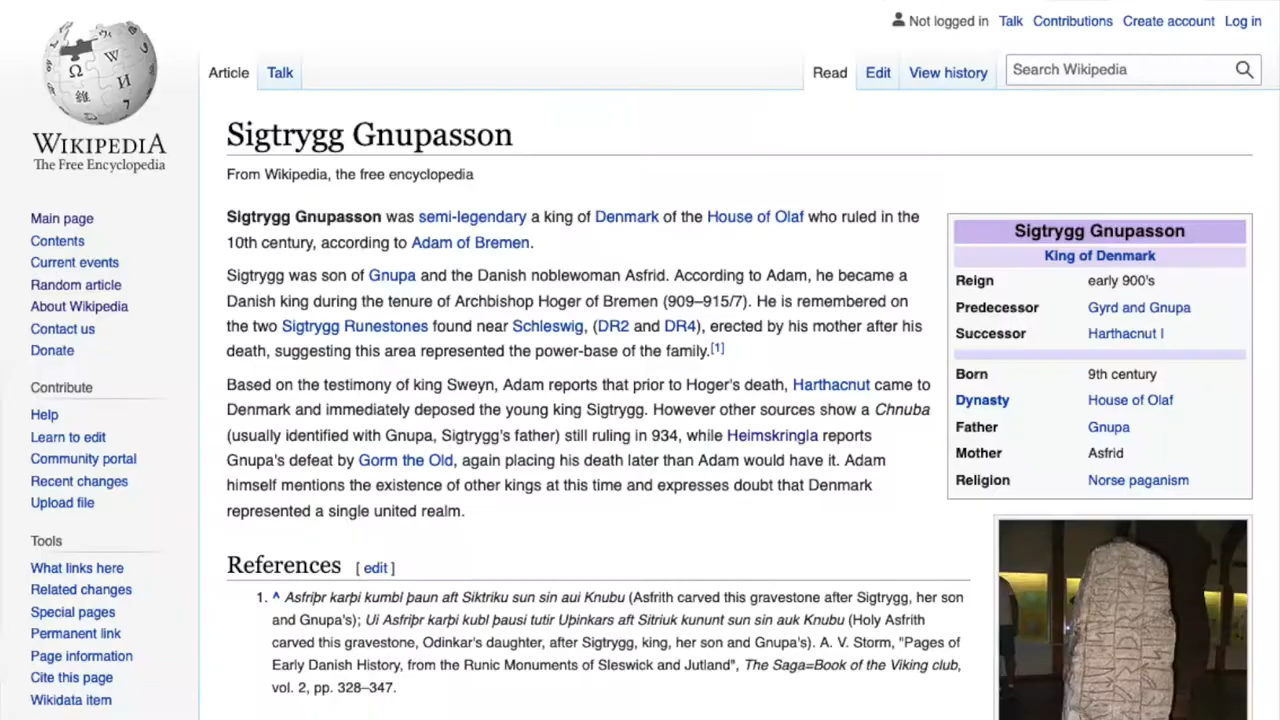 Not logged in Talk Contributions Create account Log in
Article Talk Read Edit View history Search Wikipedia
WIKIPEDIA
The Free Encyclopedia
Main page
Contents
Current events
Random article
About Wikipedia
Contact us
Donate
Contribute
Help
Learn to edit
Community portal
Recent changes
Upload file
Tools
What links here
Related changes
Special pages
Permanent link
Page information
Cite this page
Wikidata item
Sigtrygg Gnupasson
From Wikipedia, the free encyclopedia
Sigtrygg Gnupasson was semi-legendary a king of Denmark of the House of Olaf who ruled in the
10th century, according to Adam of Bremen.
Sigtrygg was son of Gnupa and the Danish noblewoman Asfrid. According to Adam, he became a
Danish king during the tenure of Archbishop Hoger of Bremen (909–915/7). He is remembered on
the two Sigtrygg Runestones found near Schleswig, (DR2 and DR4), erected by his mother after his
death, suggesting this area represented the power-base of the family.[1]
Based on the testimony of king Sweyn, Adam reports that prior to Hoger's death, Harthacnut came to
Denmark and immediately deposed the young king Sigtrygg. However other sources show a Chnuba
(usually identified with Gnupa, Sigtrygg's father) still ruling in 934, while Heimskringla reports
Gnupa's defeat by Gorm the Old, again placing his death later than Adam would have it. Adam
himself mentions the existence of other kings at this time and expresses doubt that Denmark
represented a single united realm.
References [ edit ]
1. ^ Asfriþr karþi kumbl þaun aft Siktriku sun sin aui Knubu (Asfrith carved this gravestone after Sigtrygg, her son
and Gnupa's); Ui Asfriþr karþi kubl þausi tutir Uþinkars aft Sitriuk kununt sun sin auk Knubu (Holy Asfrith
carved this gravestone, Odinkar's daughter, after Sigtrygg, king, her son and Gnupa's). A. V. Storm, "Pages of
Early Danish History, from the Runic Monuments of Sleswick and Jutland", The Saga=Book of the Viking club,
vol. 2, pp. 328–347.
Sigtrygg Gnupasson
King of Denmark
Reign early 900's
Predecessor Gyrd and Gnupa
Successor Harthacnut I
Born 9th century
Dynasty House of Olaf
Father Gnupa
Mother Asfrid
Religion Norse paganism